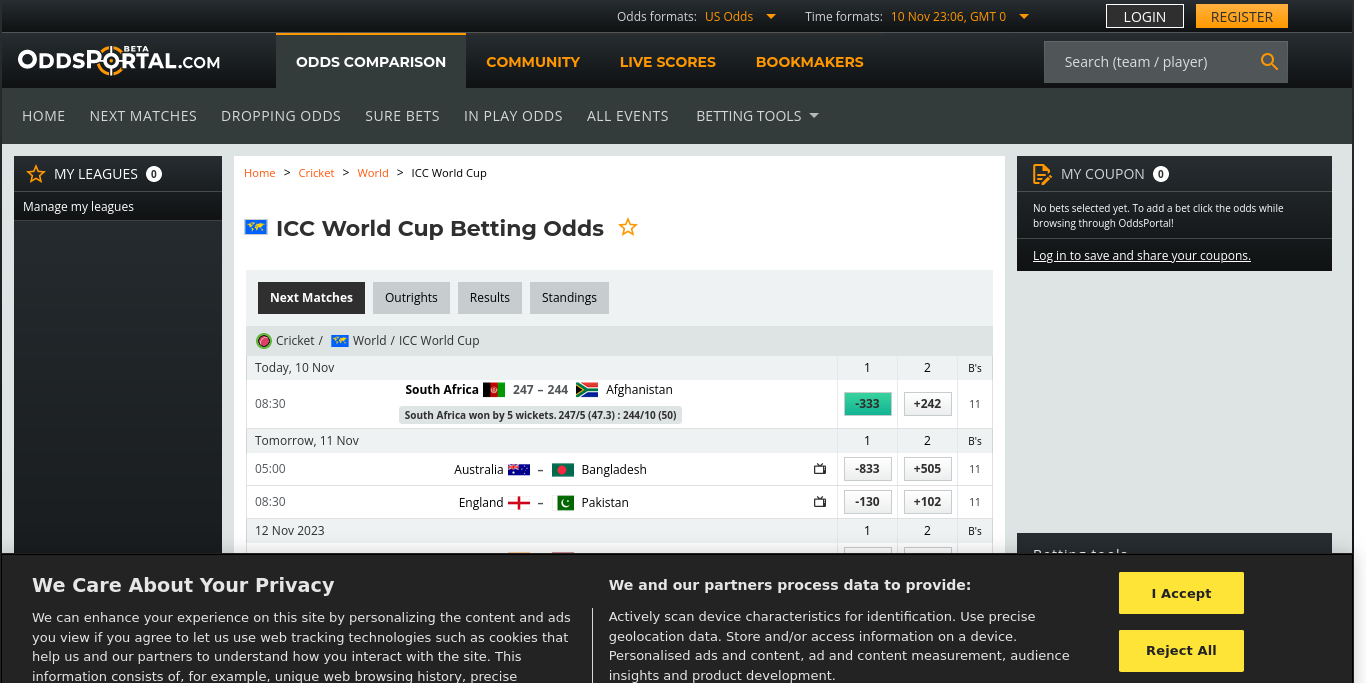 Odds formats: US Odds Time formats: 10 Nov 23:06, GMT 0 LOGIN REGISTER
ODDSPORTAL.COM BETA ODDS COMPARISON COMMUNITY LIVE SCORES BOOKMAKERS Search (team / player)
HOME NEXT MATCHES DROPPING ODDS SURE BETS IN PLAY ODDS ALL EVENTS BETTING TOOLS
MY LEAGUES 0
Manage my leagues
Home > Cricket > World > ICC World Cup
ICC World Cup Betting Odds
Next Matches Outrights Results Standings
Cricket / World / ICC World Cup
Today, 10 Nov 1 2 B's
08:30 South Africa 247 – 244 Afghanistan -333 +242 11
South Africa won by 5 wickets. 247/5 (47.3) : 244/10 (50)
Tomorrow, 11 Nov 1 2 B's
05:00 Australia – Bangladesh -833 +505 11
08:30 England – Pakistan -130 +102 11
12 Nov 2023 1 2 B's
MY COUPON 0
No bets selected yet. To add a bet click the odds while
browsing through OddsPortal!
Log in to save and share your coupons.
Betting tools
We Care About Your Privacy
We can enhance your experience on this site by personalizing the content and ads
you view if you agree to let us use web tracking technologies such as cookies that
help us and our partners to understand how you interact with the site. This
information consists of, for example, unique web browsing history, precise
We and our partners process data to provide:
Actively scan device characteristics for identification. Use precise
geolocation data. Store and/or access information on a device.
Personalised ads and content, ad and content measurement, audience
insights and product development.
I Accept
Reject All